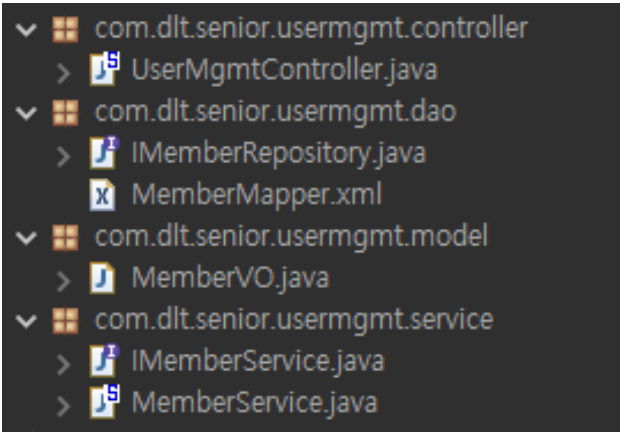 com.dlt.senior.usermgmt.controller
UserMgmtController.java
com.dlt.senior.usermgmt.dao
IMemberRepository.java
MemberMapper.xml
com.dlt.senior.usermgmt.model
MemberVO.java
com.dlt.senior.usermgmt.service
IMemberService.java
MemberService.java